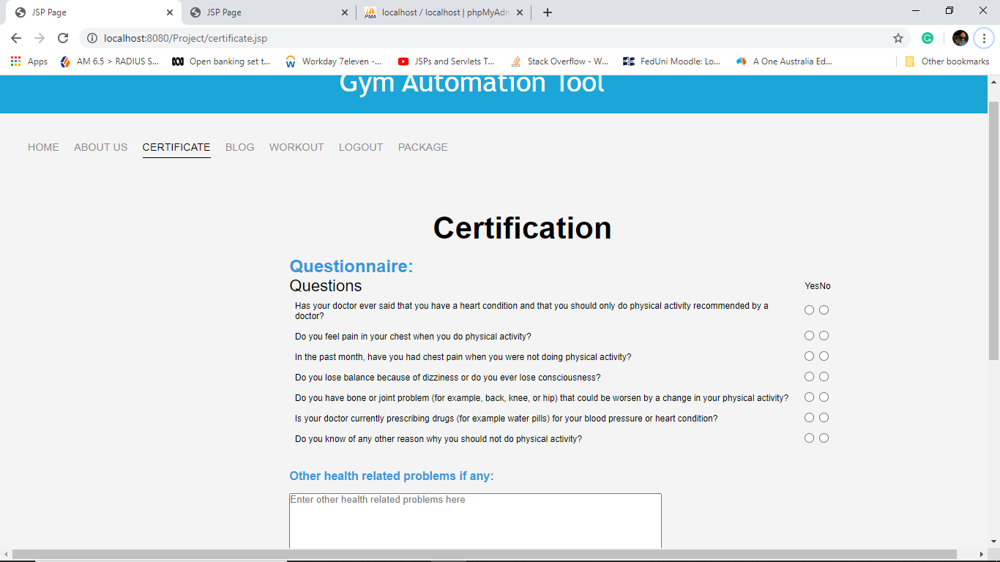 JSP Page
JSP Page
localhost / localhost | phpMyAdn
localhost:8080/Project/certificate.jsp
Apps
AM 6.5 > RADIUS S...
Open banking set t...
Workday 7eleven -...
JSPs and Servlets T...
Stack Overflow - W...
FedUni Moodle: Lo...
A One Australia Ed...
Other bookmarks
Gym Automation Tool
HOME ABOUT US CERTIFICATE BLOG WORKOUT LOGOUT PACKAGE
Certification
Questionnaire:
Questions YesNo
Has your doctor ever said that you have a heart condition and that you should only do physical activity recommended by a
doctor?
Do you feel pain in your chest when you do physical activity?
In the past month, have you had chest pain when you were not doing physical activity?
Do you lose balance because of dizziness or do you ever lose consciousness?
Do you have bone or joint problem (for example, back, knee, or hip) that could be worsen by a change in your physical activity?
Is your doctor currently prescribing drugs (for example water pills) for your blood pressure or heart condition?
Do you know of any other reason why you should not do physical activity?
Other health related problems if any:
Enter other health related problems here